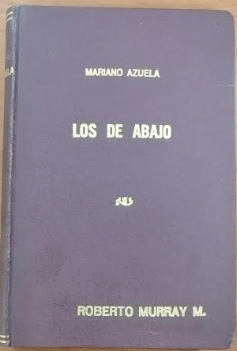 MARIANO AZUELA
LOS DE ABAJO
ROBERTO MURRAY M.